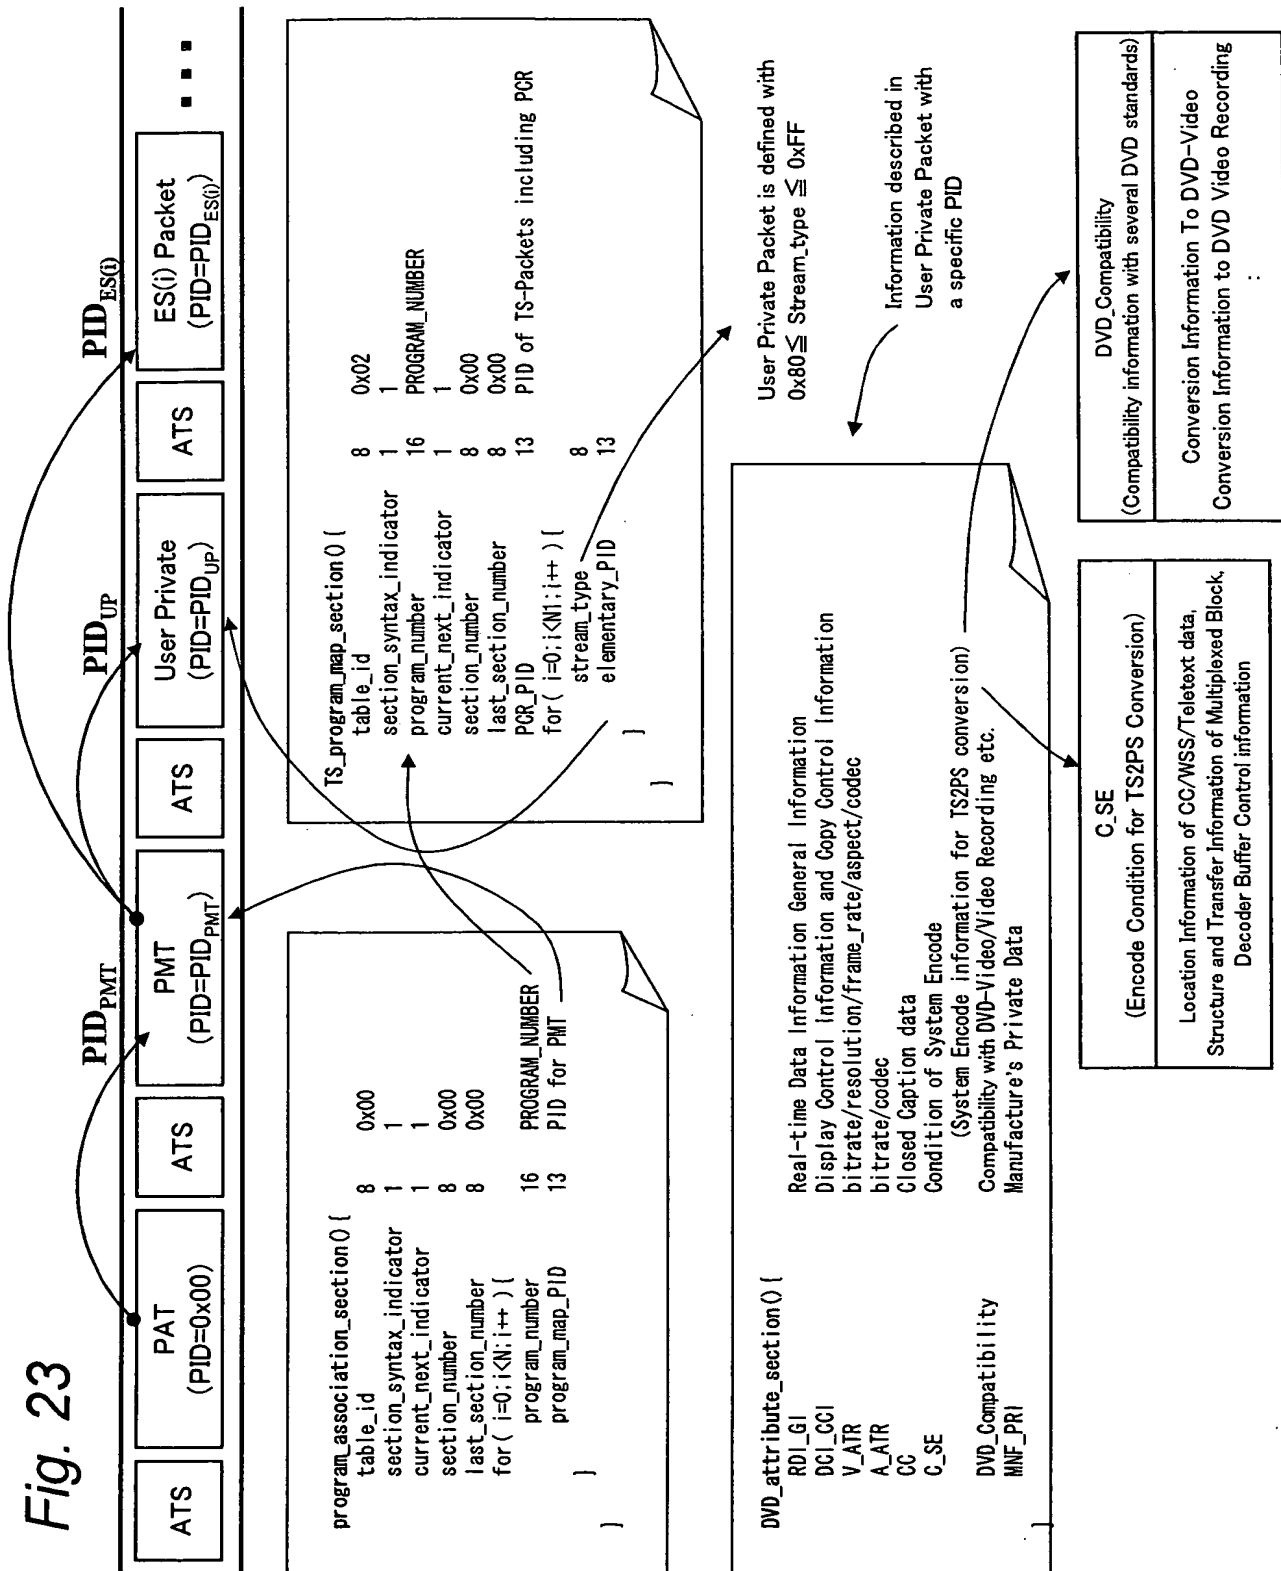 Fig. 23
PID_PMT
PID_UP
PID_ES(i)
ATS
PAT
(PID=0x00)
ATS
PMT
(PID=PID_PMT)
ATS
User Private
(PID=PID_UP)
ATS
ES(i) Packet
(PID=PID_ES(i))
program_association_section() {
table_id 8 0x00
section_syntax_indicator 1 1
current_next_indicator 1 1
section_number 8 0x00
last_section_number 8 0x00
for( i=0;i<N;i++ ) {
program_number 16 PROGRAM_NUMBER
program_map_PID 13 PID for PMT
}
}
TS_program_map_section() {
table_id 8 0x02
section_syntax_indicator 1 1
program_number 16 PROGRAM_NUMBER
current_next_indicator 1 1
section_number 8 0x00
last_section_number 8 0x00
PCR_PID 13 PID of TS-Packets including PCR
for( i=0;i<N1;i++ ) {
stream_type 8
elementary_PID 13
}
}
User Private Packet is defined with
0x80≦ Stream_type ≦ 0xFF
DVD_attribute_section() {
RDI_GI Real-time Data Information General Information
DCI_CCI Display Control Information and Copy Control Information
V_ATR bitrate/resolution/frame_rate/aspect/codec
A_ATR bitrate/codec
CC Closed Caption data
C_SE Condition of System Encode
(System Encode information for TS2PS conversion)
DVD_Compatibility Compatibility with DVD-Video/Video Recording etc.
MNF_PRI Manufacture's Private Data
}
Information described in
User Private Packet with
a specific PID
C_SE
(Encode Condition for TS2PS Conversion)
Location Information of CC/WSS/Teletext data,
Structure and Transfer Information of Multiplexed Block,
Decoder Buffer Control information
DVD_Compatibility
(Compatibility information with several DVD standards)
Conversion Information To DVD-Video
Conversion Information to DVD Video Recording
: